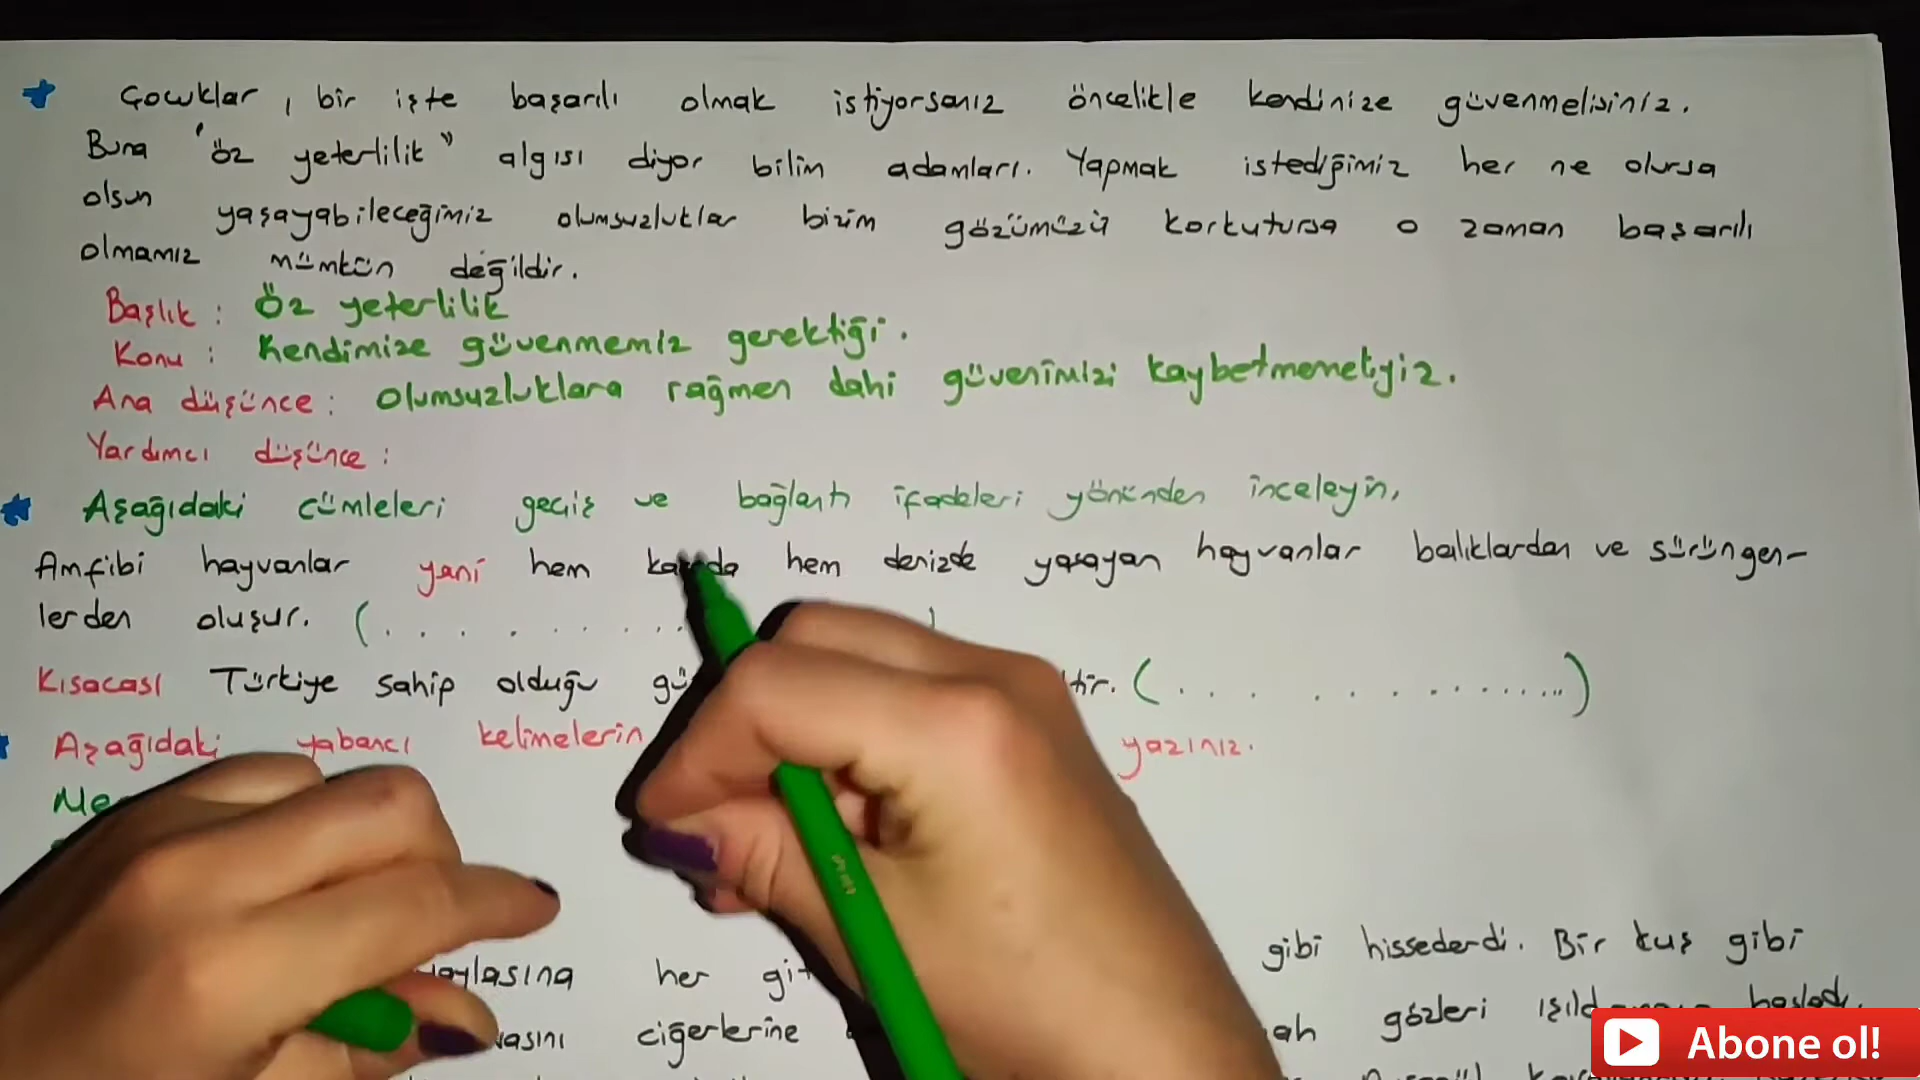 Çocuklar, bir işte başarılı olmak istiyorsanız öncelikle kendinize güvenmelisiniz.
Buna "öz yeterlilik" algısı diyor bilim adamları. Yapmak istediğimiz her ne olursa
olsun yaşayabileceğimiz olumsuzluklar bizim gözümüzü korkutursa o zaman başarılı
olmamız mümkün değildir.
Başlık: Öz yeterlilik
Konu: Kendimize güvenmemiz gerektiği.
Ana düşünce: Olumsuzluklara rağmen dahi güvenimizi kaybetmemeliyiz.
Yardımcı düşünce:
Aşağıdaki cümleleri geçiş ve bağlantı ifadeleri yönünden inceleyin.
Amfibi hayvanlar yani hem karada hem denizde yaşayan hayvanlar balıklardan ve sürüngen-
lerden oluşur. (. . . . . . . . . )
Kısacası Türkiye sahip olduğu (. . . . . . . . . . . .)
Aşağıdaki yabancı kelimelerin yazınız.
gibi hissederdi. Bir kuş gibi
her gözleri
ciğerlerine
Abone ol!